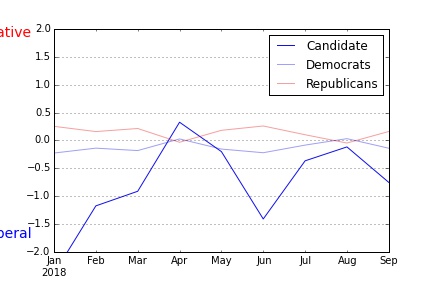 ative
2.0
1.5
1.0
0.5
0.0
−0.5
−1.0
−1.5
−2.0
beral
Candidate
Democrats
Republicans
Jan Feb Mar Apr May Jun Jul Aug Sep
2018